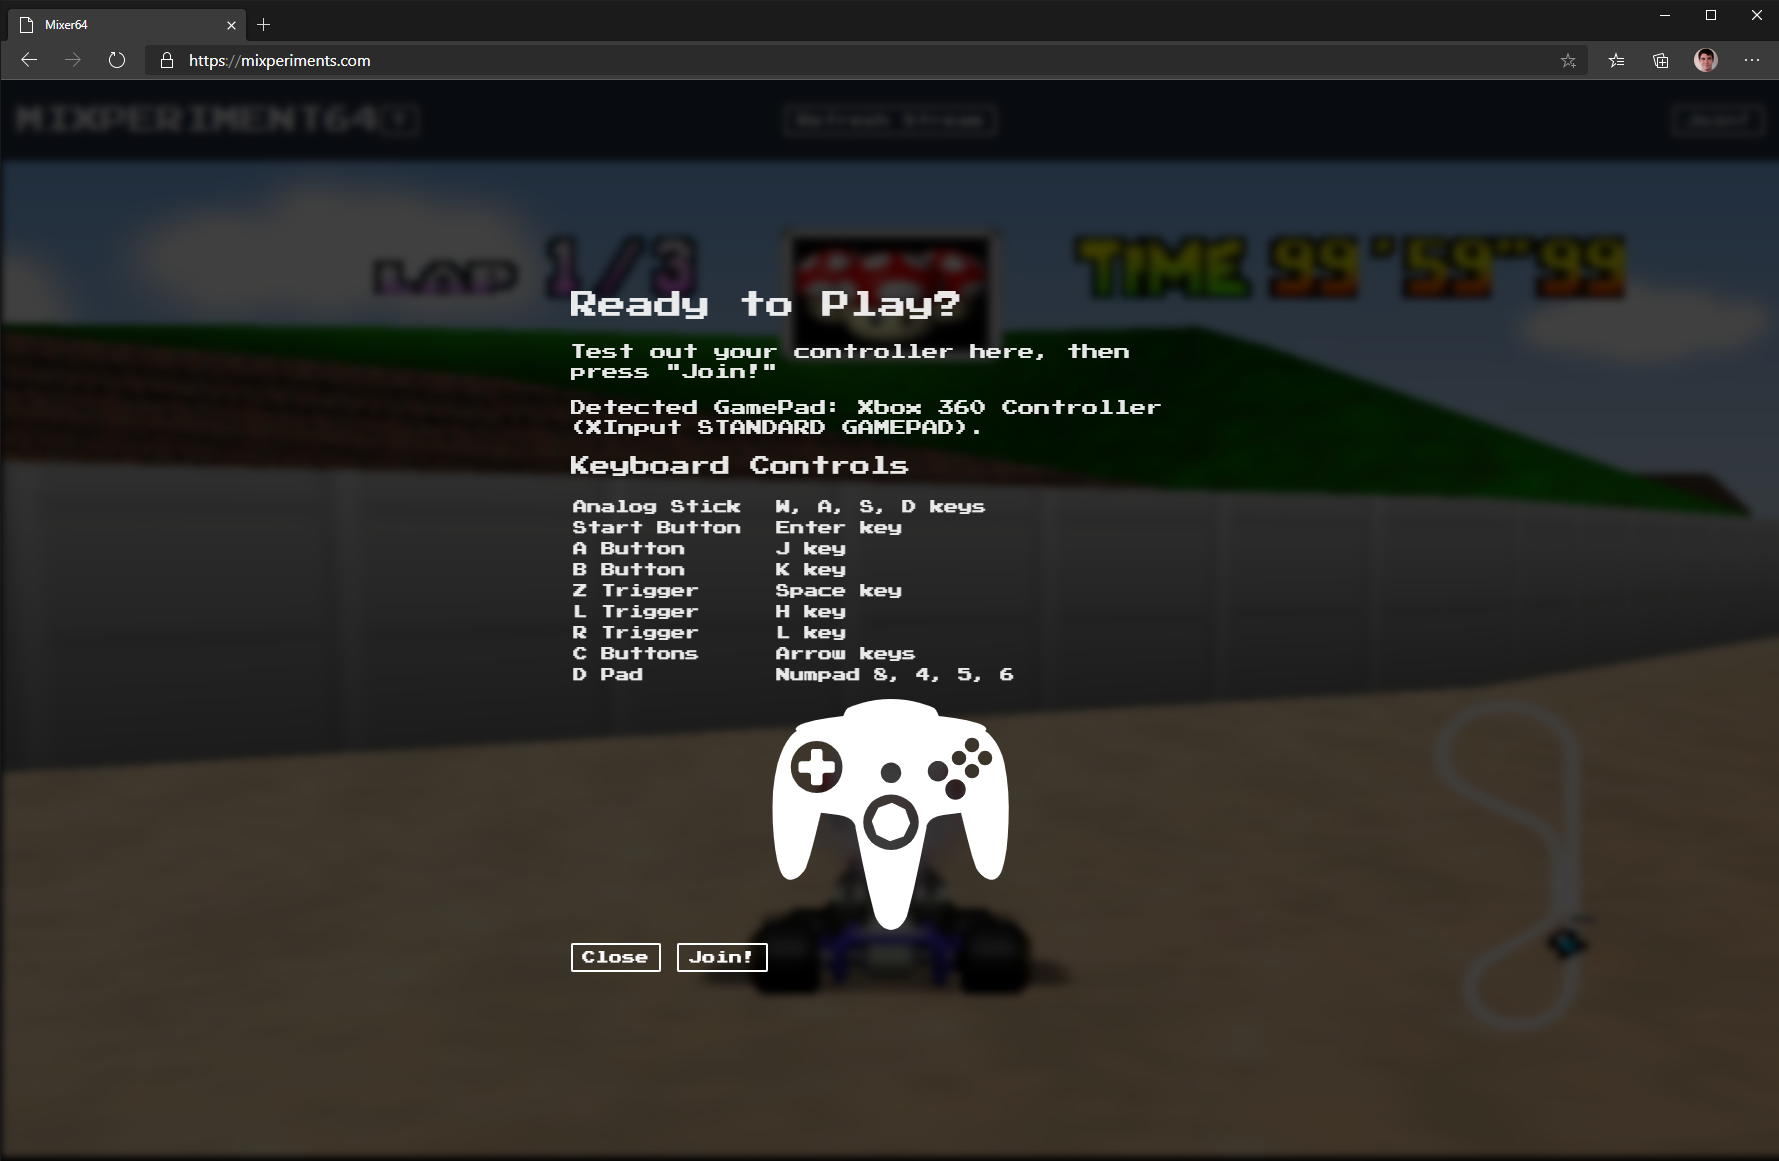 Mixer64
https://mixperiments.com
MIXPERIMENT64
Refresh Stream
Join!
LAP 1/3
TIME 99'59"99
Ready to Play?
Test out your controller here, then
press "Join!"
Detected GamePad: Xbox 360 Controller
(XInput STANDARD GAMEPAD).
Keyboard Controls
Analog Stick W, A, S, D keys
Start Button Enter key
A Button J key
B Button K key
Z Trigger Space key
L Trigger H key
R Trigger L key
C Buttons Arrow keys
D Pad Numpad 8, 4, 5, 6
Close Join!